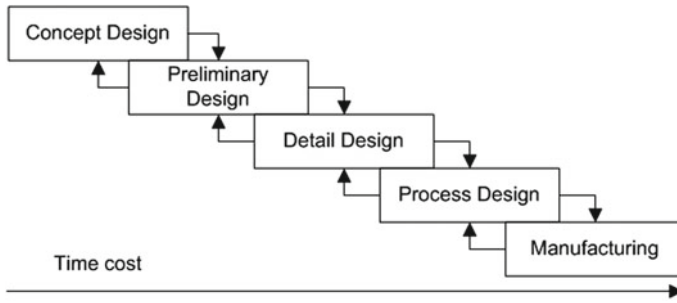 Concept Design
Preliminary
Design
Detail Design
Process Design
Manufacturing
Time cost